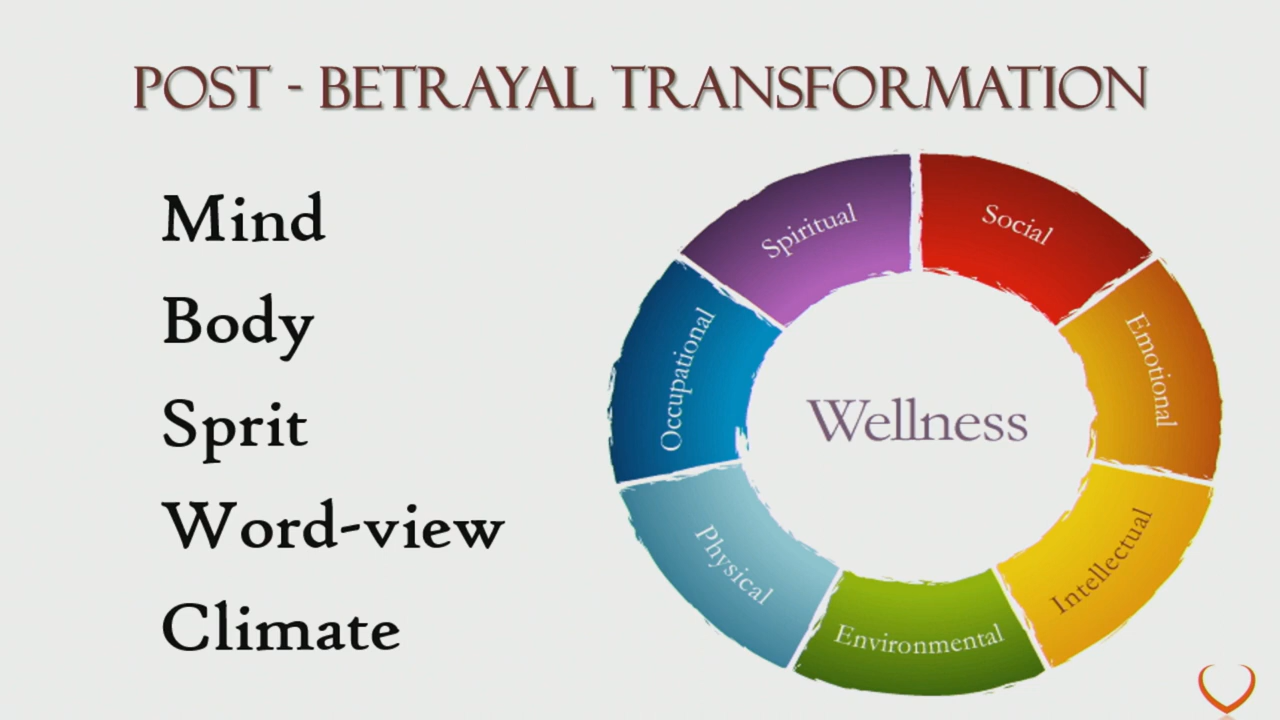 POST - BETRAYAL TRANSFORMATION
Mind
Body
Sprit
Word-view
Climate
Spiritual
Social
Emotional
Intellectual
Environmental
Physical
Occupational
Wellness